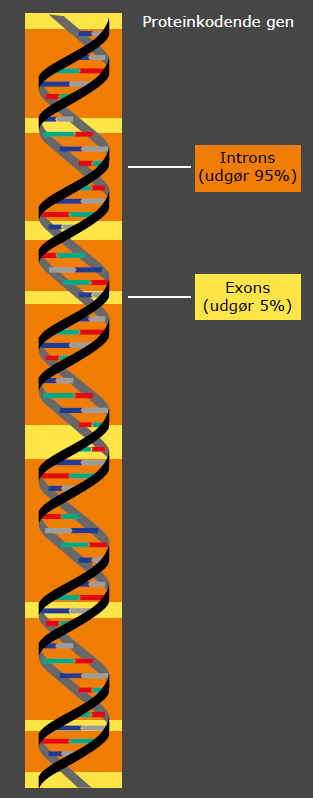 Proteinkodende gen
Introns
(udgør 95%)
Exons
(udgør 5%)